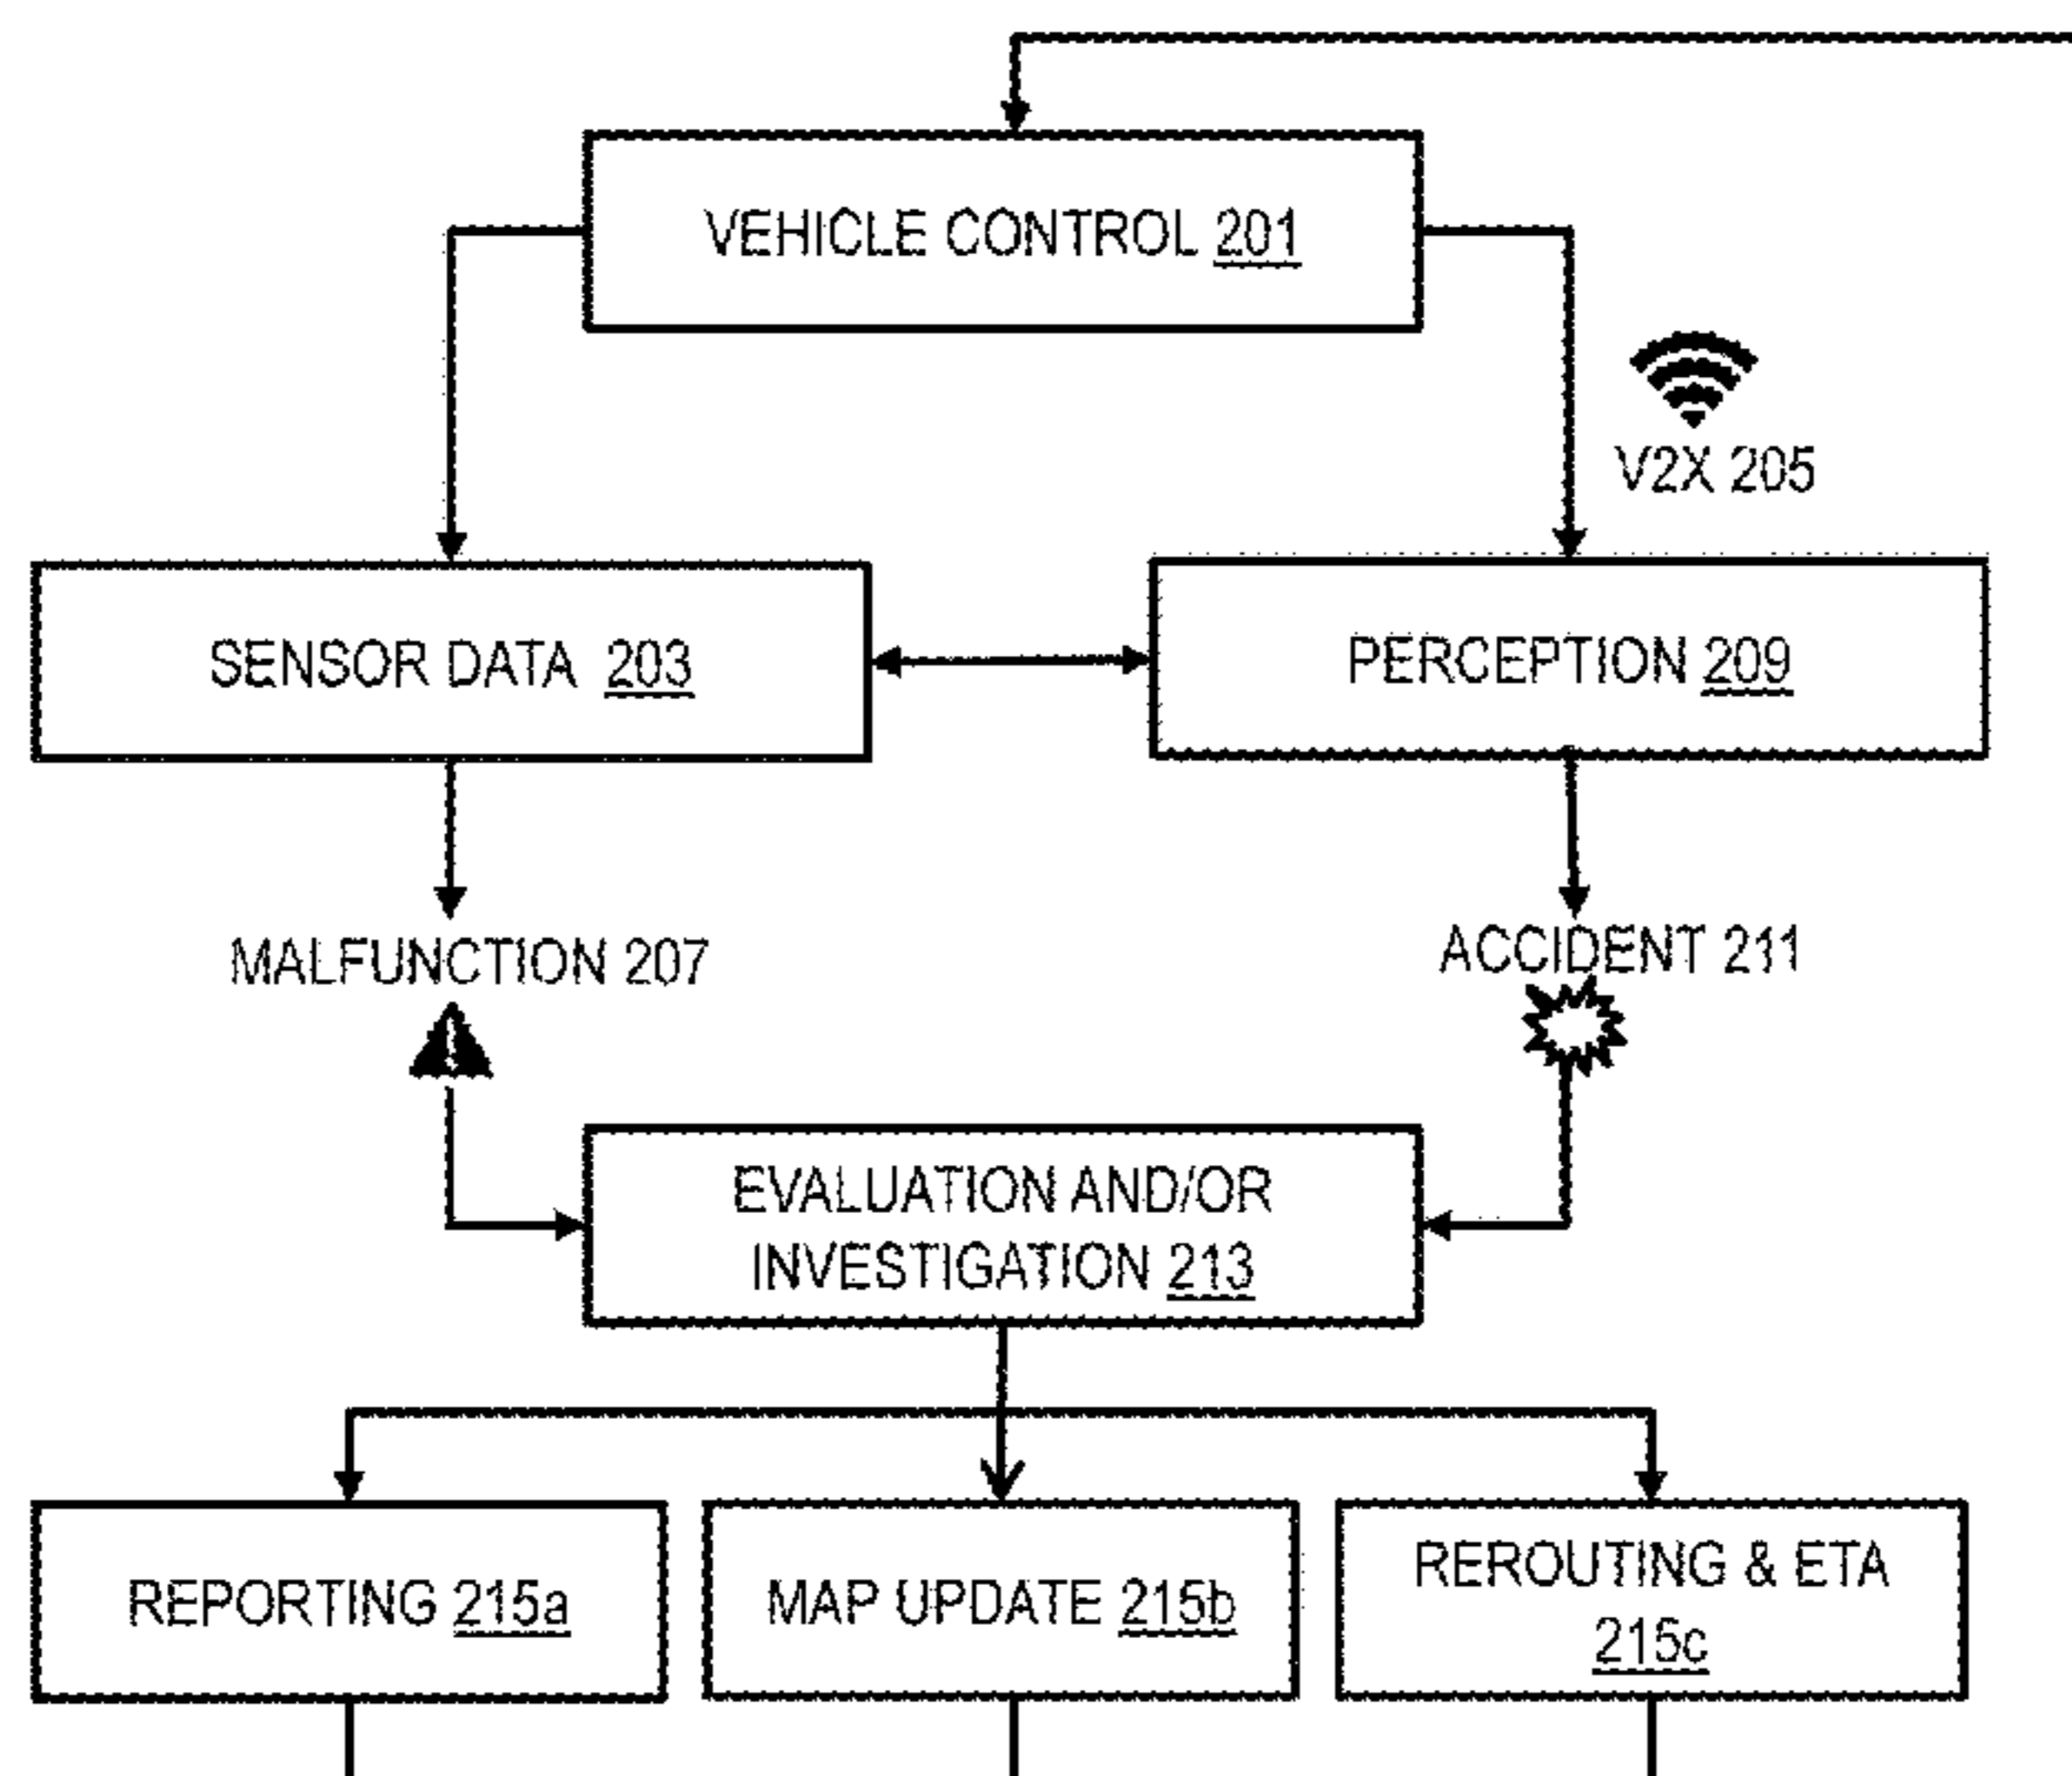 VEHICLE CONTROL 201
V2X 205
SENSOR DATA 203
PERCEPTION 209
MALFUNCTION 207
ACCIDENT 211
EVALUATION AND/OR
INVESTIGATION 213
REPORTING 215a
MAP UPDATE 215b
REROUTING & ETA
215c